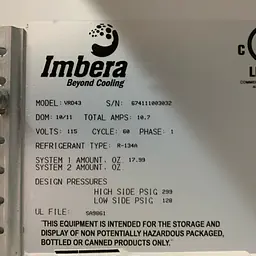 Imbera
Beyond Cooling
MODEL: VRD43 S/N: 674111003032
DOM: 10/11 TOTAL AMPS: 10.7
VOLTS: 115 CYCLE: 60 PHASE: 1
REFRIGERANT TYPE: R-134A
SYSTEM 1 AMOUNT. OZ 17.99
SYSTEM 2 AMOUNT. OZ
DESIGN PRESSURES
HIGH SIDE PSIG 299
LOW SIDE PSIG 128
UL FILE: SA9861
"THIS EQUIPMENT IS INTENDED FOR THE STORAGE AND
DISPLAY OF NON POTENTIALLY HAZARDOUS PACKAGED,
BOTTLED OR CANNED PRODUCTS ONLY."